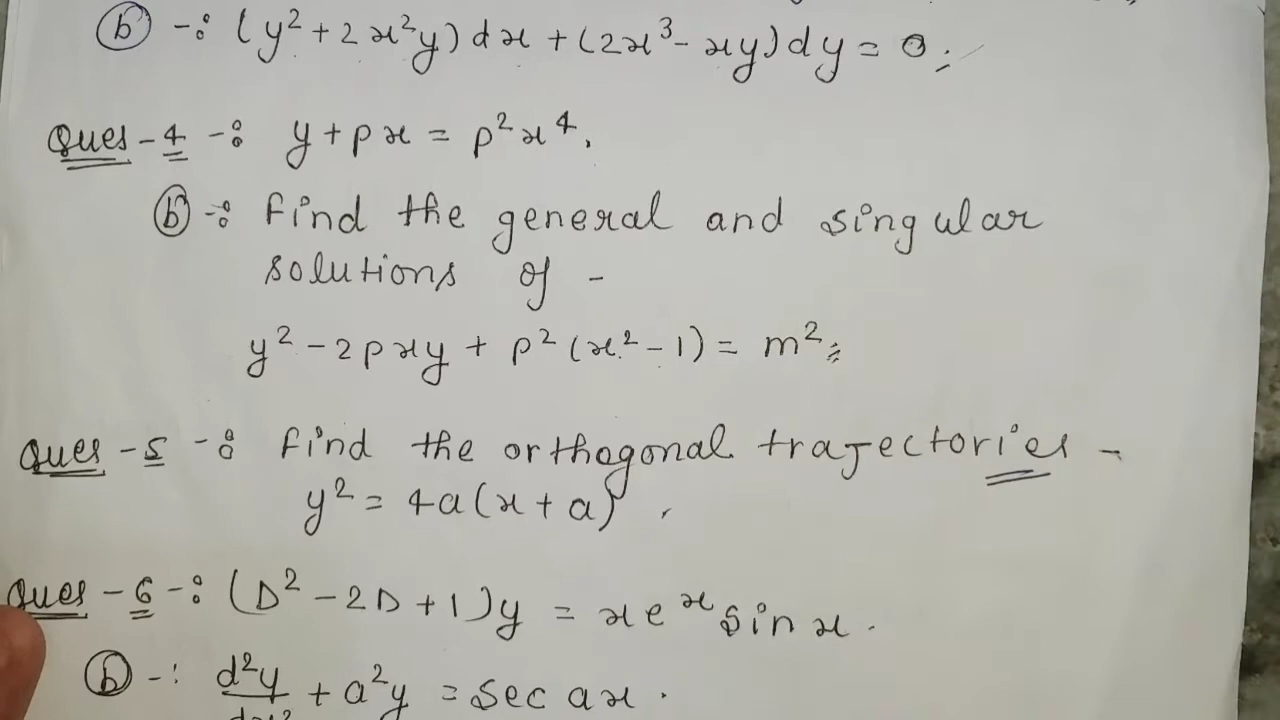 (b) -: (y² + 2x²y)dx + (2x³ - xy)dy = 0;
Ques - 4 -: y + px = p²x⁴.
(b) -: Find the general and singular
solutions of -
y² - 2pxy + p²(x² - 1) = m²;
Ques - 5 -: Find the orthogonal trajectories -
y² = 4a(x + a).
Ques - 6 -: (D² - 2D + 1)y = xeˣ sin x.
(b) -: d²y/dx² + a²y = sec ax.